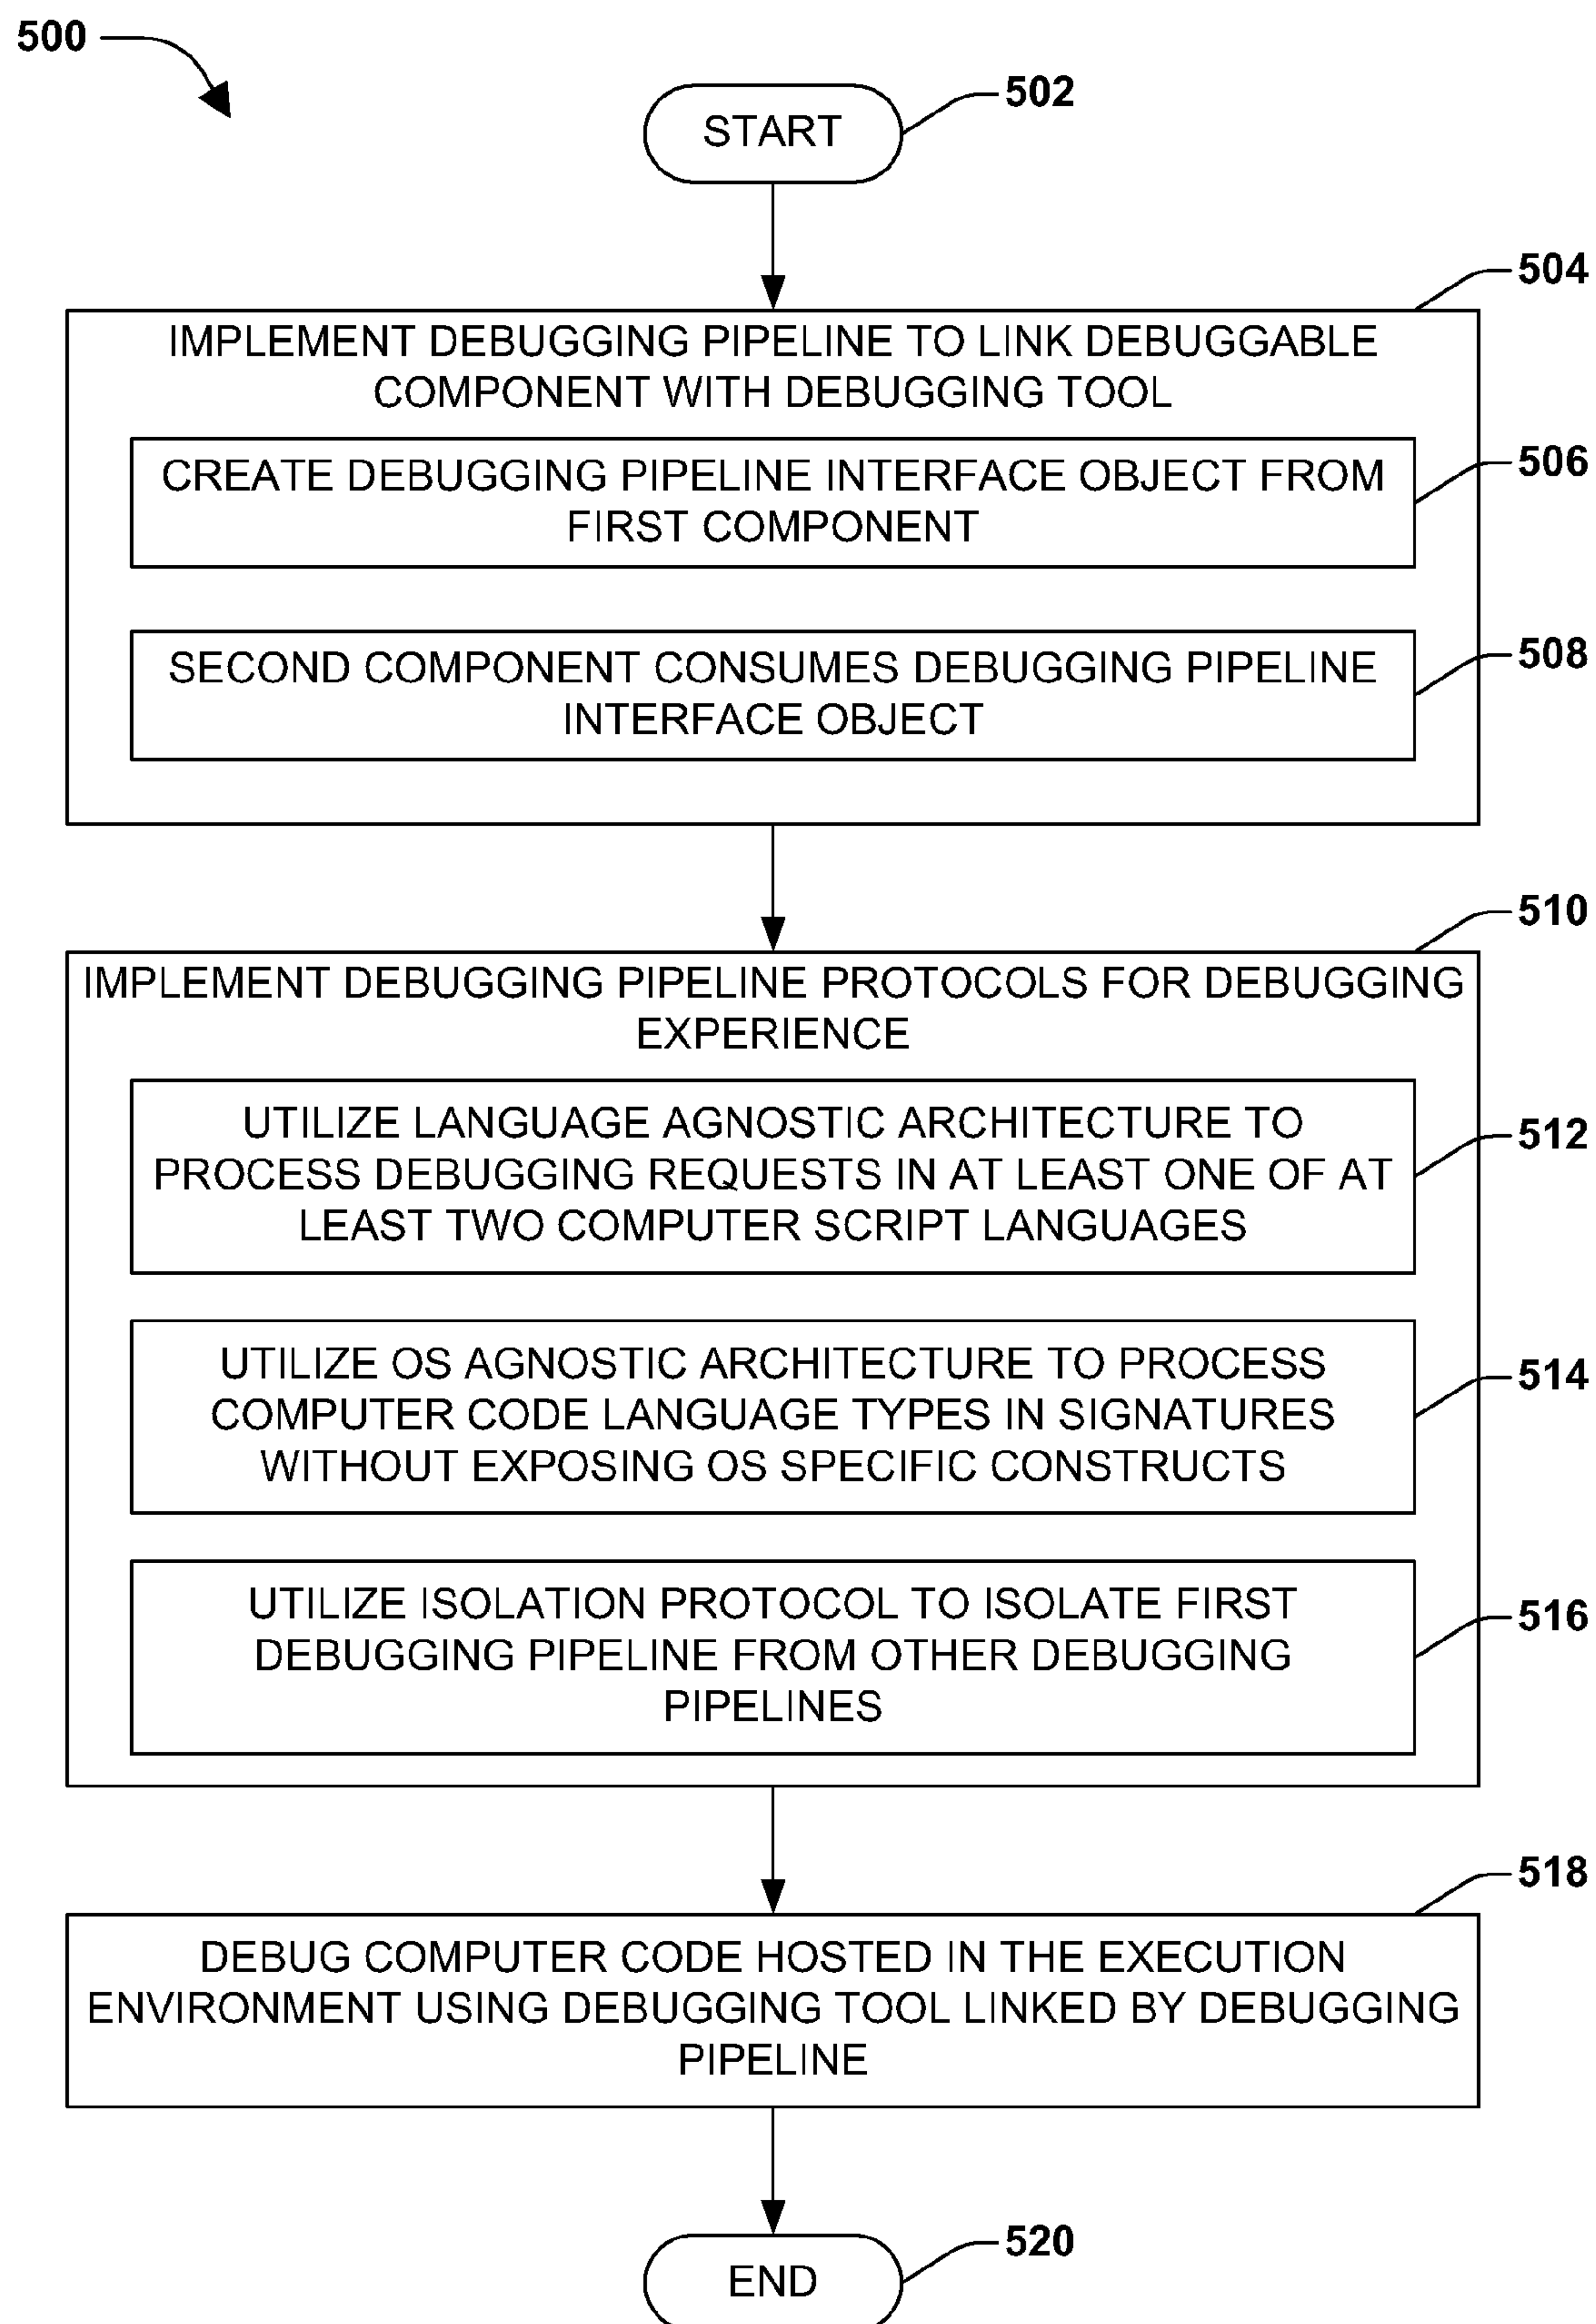 500
502
START
504
IMPLEMENT DEBUGGING PIPELINE TO LINK DEBUGGABLE
COMPONENT WITH DEBUGGING TOOL
506
CREATE DEBUGGING PIPELINE INTERFACE OBJECT FROM
FIRST COMPONENT
508
SECOND COMPONENT CONSUMES DEBUGGING PIPELINE
INTERFACE OBJECT
510
IMPLEMENT DEBUGGING PIPELINE PROTOCOLS FOR DEBUGGING
EXPERIENCE
512
UTILIZE LANGUAGE AGNOSTIC ARCHITECTURE TO
PROCESS DEBUGGING REQUESTS IN AT LEAST ONE OF AT
LEAST TWO COMPUTER SCRIPT LANGUAGES
514
UTILIZE OS AGNOSTIC ARCHITECTURE TO PROCESS
COMPUTER CODE LANGUAGE TYPES IN SIGNATURES
WITHOUT EXPOSING OS SPECIFIC CONSTRUCTS
516
UTILIZE ISOLATION PROTOCOL TO ISOLATE FIRST
DEBUGGING PIPELINE FROM OTHER DEBUGGING
PIPELINES
518
DEBUG COMPUTER CODE HOSTED IN THE EXECUTION
ENVIRONMENT USING DEBUGGING TOOL LINKED BY DEBUGGING
PIPELINE
520
END